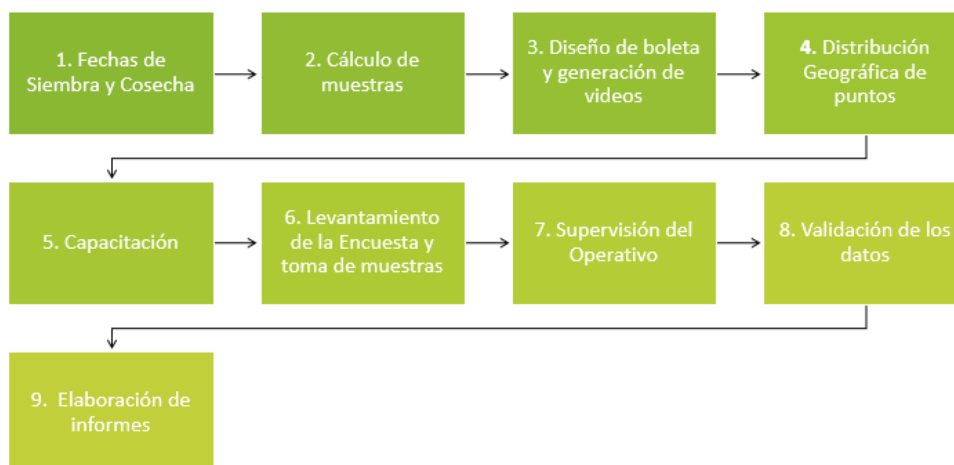 1. Fechas de
Siembra y Cosecha
2. Cálculo de
muestras
3. Diseño de boleta
y generación de
videos
4. Distribución
Geográfica de
puntos
5. Capacitación
6. Levantamiento
de la Encuesta y
toma de muestras
7. Supervisión del
Operativo
8. Validación de los
datos
9. Elaboración de
informes